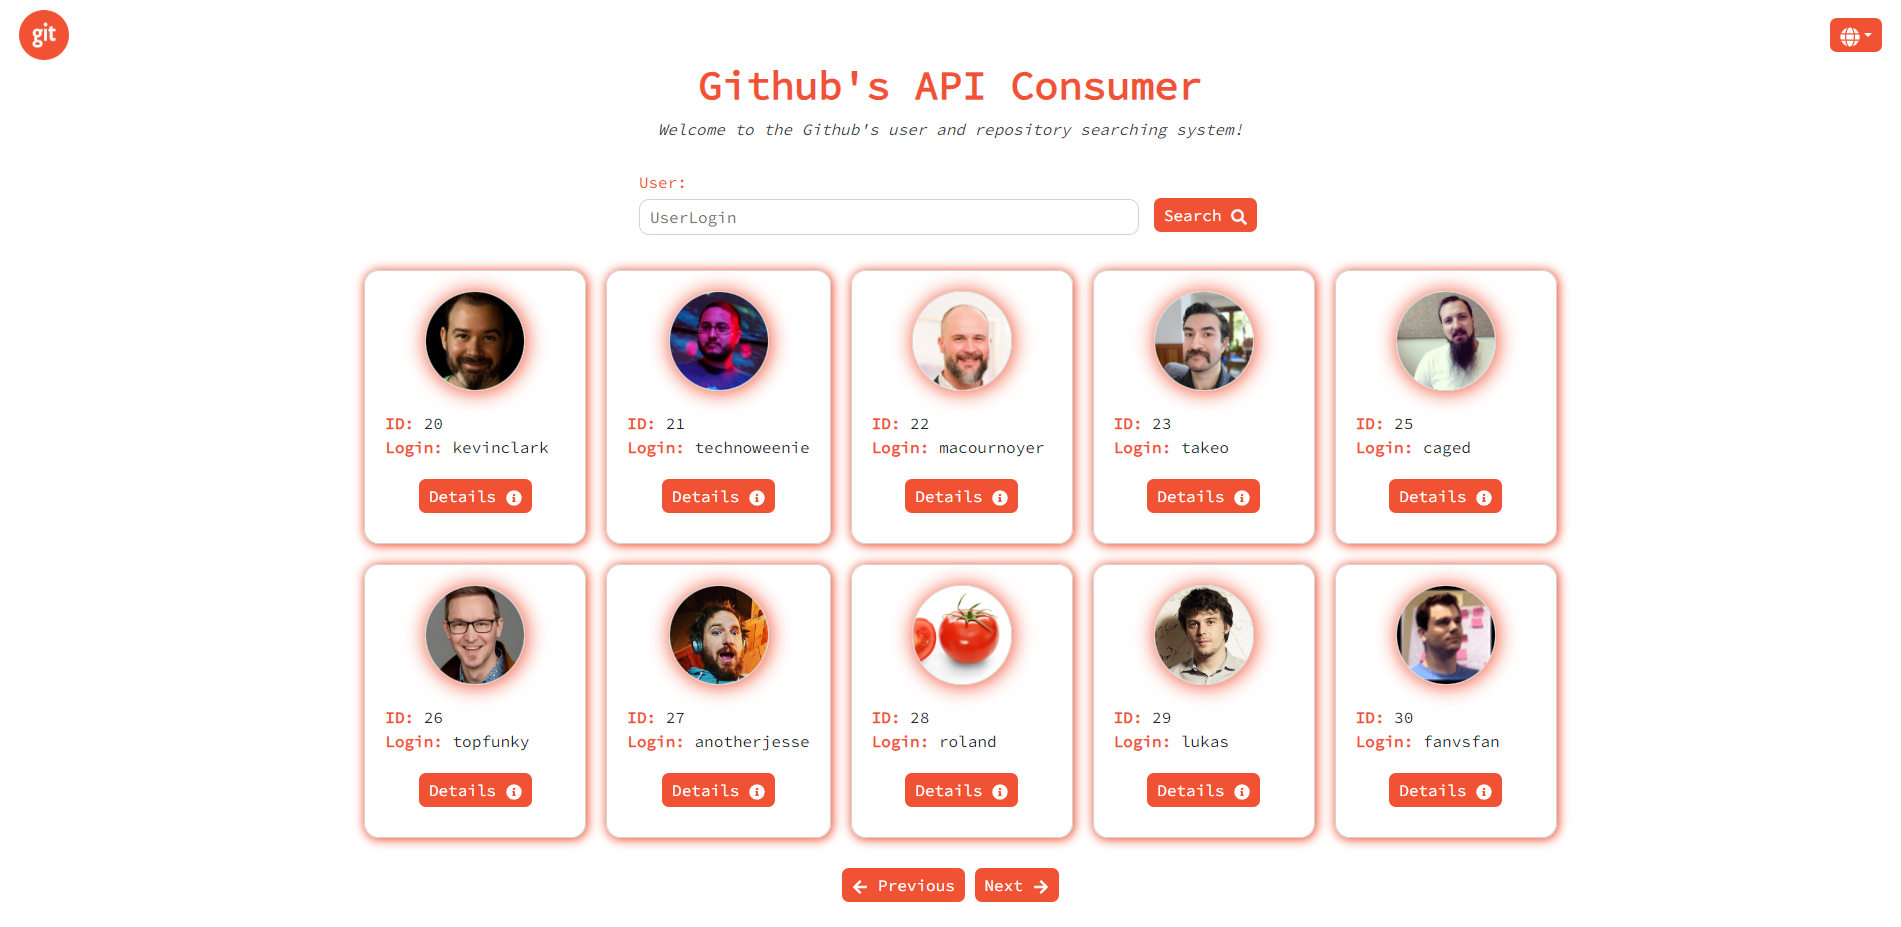 git
Github's API Consumer
Welcome to the Github's user and repository searching system!
User:
UserLogin
Search
ID: 20
Login: kevinclark
Details
ID: 21
Login: technoweenie
Details
ID: 22
Login: macournoyer
Details
ID: 23
Login: takeo
Details
ID: 25
Login: caged
Details
ID: 26
Login: topfunky
Details
ID: 27
Login: anotherjesse
Details
ID: 28
Login: roland
Details
ID: 29
Login: lukas
Details
ID: 30
Login: fanvsfan
Details
Previous
Next